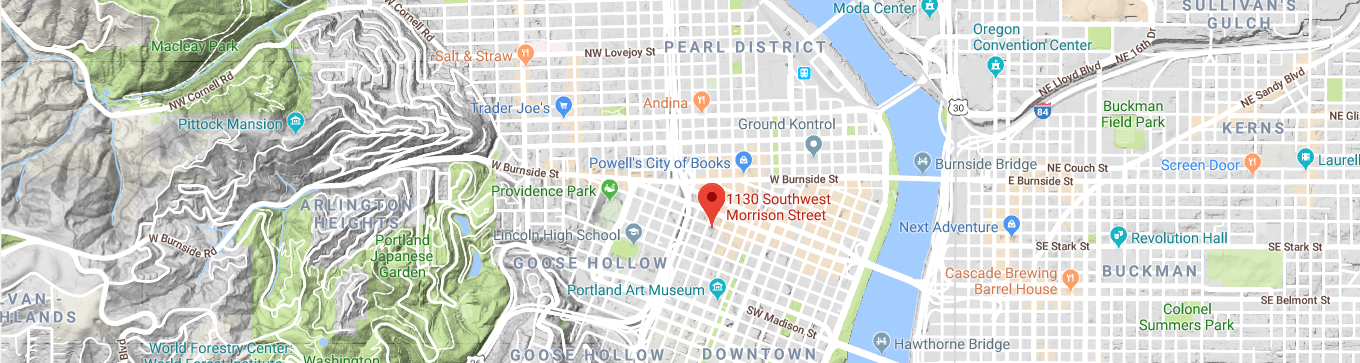 Moda Center
SULLIVAN'S
GULCH
NW Cornell Rd
Macleay Park
Salt & Straw
NW Lovejoy St
PEARL DISTRICT
Oregon
Convention Center
NE 16th Dr
NE Lloyd Blvd
NE Sandy Blvd
NW Cornell Rd
Trader Joe's
Andina
30
84
Buckman
Field Park
NE Gli
Pittock Mansion
Ground Kontrol
KERNS
W Burnside St
Powell's City of Books
Burnside Bridge
NE Couch St
Screen Door
Laurell
W Burnside St
E Burnside St
Providence Park
1130 Southwest
Morrison Street
ARLINGTON
HEIGHTS
Lincoln High School
Next Adventure
Revolution Hall
W Burnside Rd
Portland
Japanese
Garden
SE Stark St
SE Stark St
GOOSE HOLLOW
Cascade Brewing
Barrel House
BUCKMAN
Portland Art Museum
LVAN -
HLANDS
SE Belmont St
SW Madison St
Colonel
Summers Park
Blvd
World Forestry Center:
World Forest Institute
Washington
26
GOOSE HOLLOW
DOWNTOWN
Hawthorne Bridge